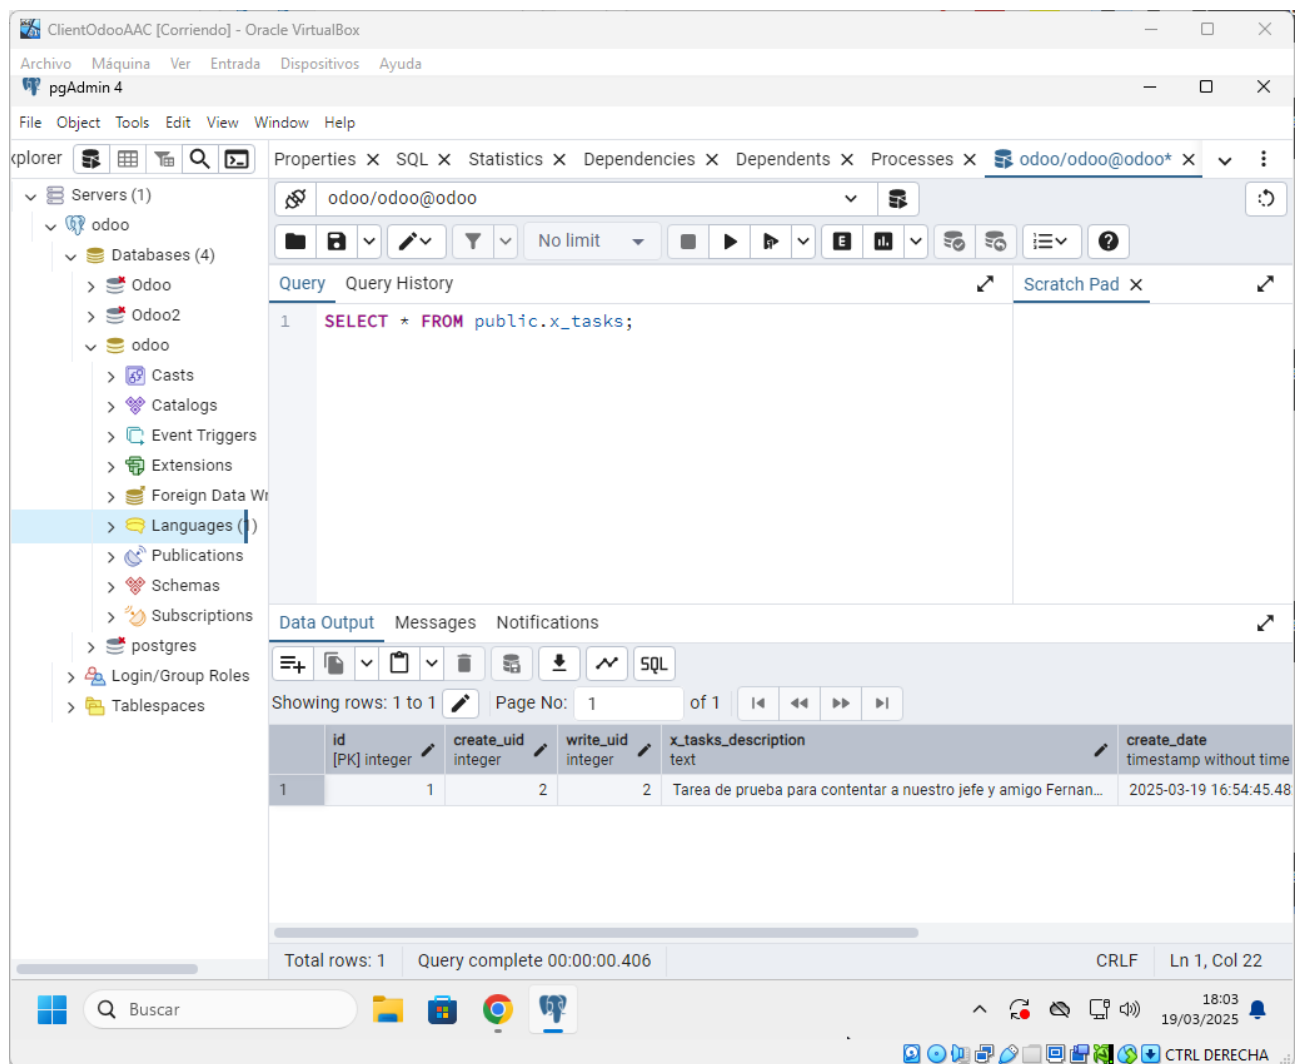 ClientOdooAAC [Corriendo] - Oracle VirtualBox
Archivo Máquina Ver Entrada Dispositivos Ayuda
pgAdmin 4
File Object Tools Edit View Window Help
xplorer
Properties SQL Statistics Dependencies Dependents Processes odoo/odoo@odoo*
Servers (1)
odoo
Databases (4)
Odoo
Odoo2
odoo
Casts
Catalogs
Event Triggers
Extensions
Foreign Data Wr
Languages (1)
Publications
Schemas
Subscriptions
postgres
Login/Group Roles
Tablespaces
odoo/odoo@odoo
No limit
E
Query Query History
Scratch Pad
1 SELECT * FROM public.x_tasks;
Data Output Messages Notifications
SQL
Showing rows: 1 to 1 Page No: 1 of 1
id create_uid write_uid x_tasks_description create_date
[PK] integer integer integer text timestamp without time
1 1 2 2 Tarea de prueba para contentar a nuestro jefe y amigo Fernan... 2025-03-19 16:54:45.48
Total rows: 1 Query complete 00:00:00.406 CRLF Ln 1, Col 22
Buscar
18:03
19/03/2025
CTRL DERECHA